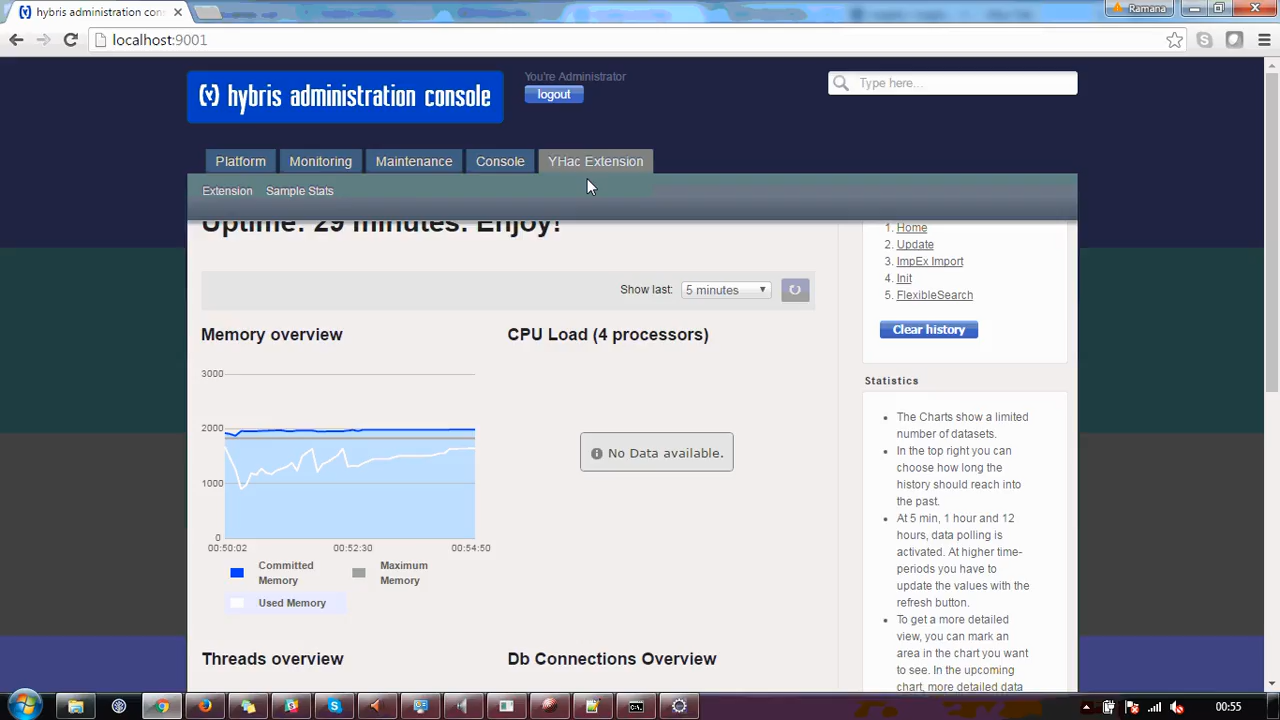 hybris administration con
Ramana
localhost:9001
(y) hybris administration console
You're Administrator
logout
Type here...
Platform
Monitoring
Maintenance
Console
YHac Extension
Extension
Sample Stats
Uptime: 29 minutes. Enjoy!
Show last:
5 minutes
Memory overview
3000
2000
1000
0
00:50:02
00:52:30
00:54:50
Committed
Memory
Maximum
Memory
Used Memory
CPU Load (4 processors)
No Data available.
Threads overview
Db Connections Overview
1. Home
2. Update
3. ImpEx Import
4. Init
5. FlexibleSearch
Clear history
Statistics
• The Charts show a limited
number of datasets.
• In the top right you can
choose how long the
history should reach into
the past.
• At 5 min, 1 hour and 12
hours, data polling is
activated. At higher time-
periods you have to
update the values with the
refresh button.
• To get a more detailed
view, you can mark an
area in the chart you want
to see. In the upcoming
chart, more detailed data
00:55